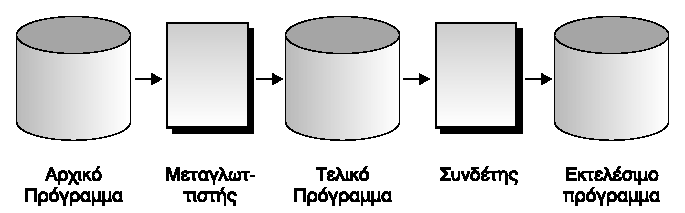 Αρχικό
Πρόγραμμα
Μεταγλωτ-
τιστής
Τελικό
Πρόγραμμα
Συνδέτης
Εκτελέσιμο
πρόγραμμα